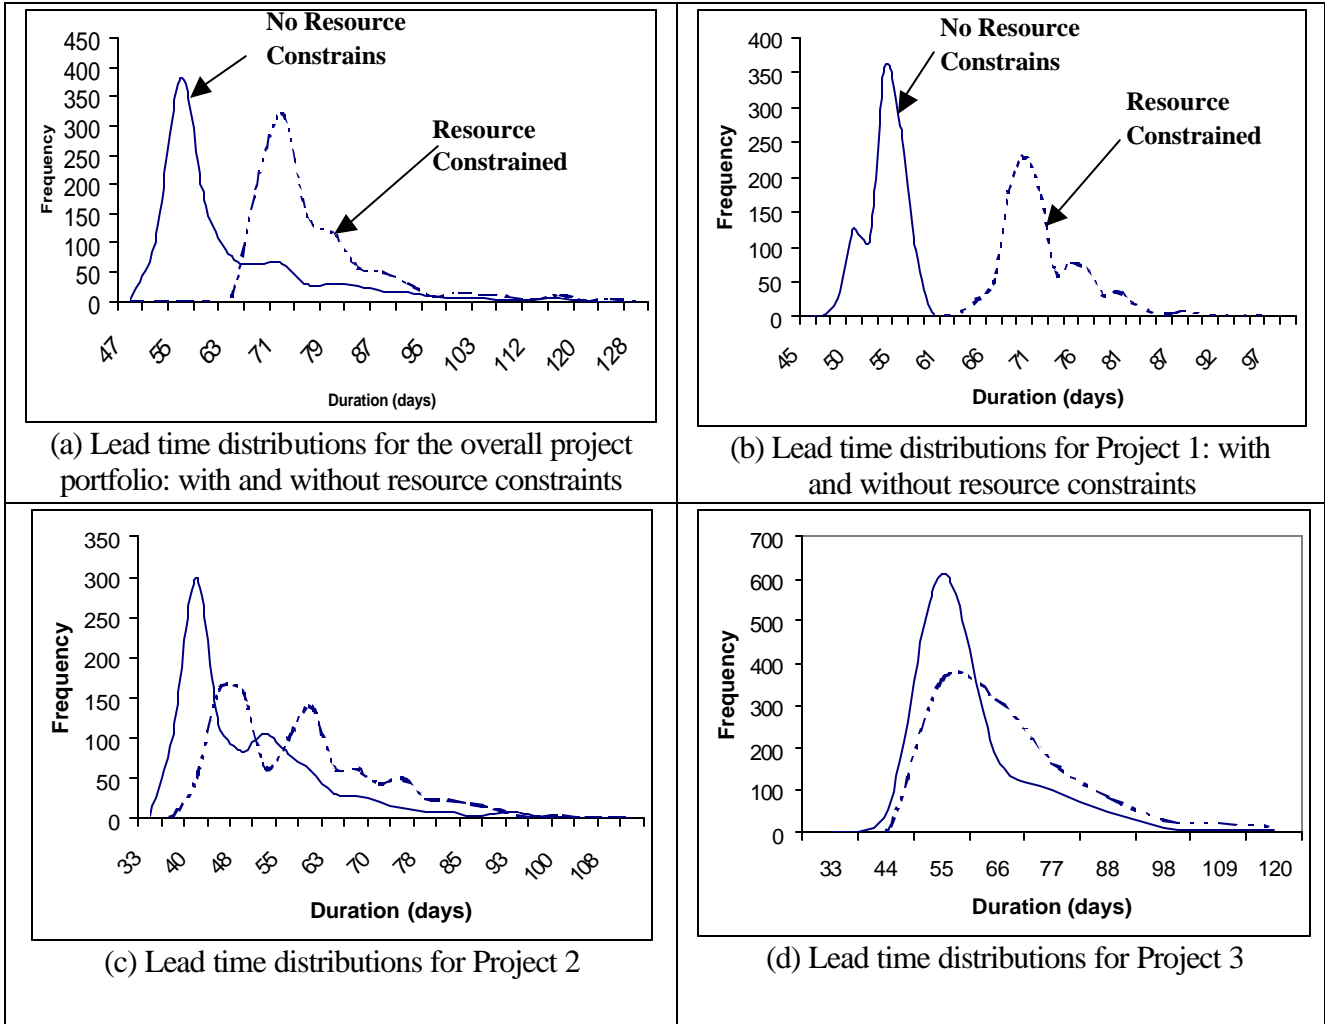 No Resource
Constrains
Resource
Constrained
450
400
350
300
250
200
150
100
50
0
Frequency
47 55 63 71 79 87 95 103 112 120 128
Duration (days)
(a) Lead time distributions for the overall project
portfolio: with and without resource constraints
No Resource
Constrains
Resource
Constrained
400
350
300
250
200
150
100
50
0
Frequency
45 50 55 61 66 71 76 81 87 92 97
Duration (days)
(b) Lead time distributions for Project 1: with
and without resource constraints
350
300
250
200
150
100
50
0
Frequency
33 40 48 55 63 70 78 85 93 100 108
Duration (days)
(c) Lead time distributions for Project 2
700
600
500
400
300
200
100
0
Frequency
33 44 55 66 77 88 98 109 120
Duration (days)
(d) Lead time distributions for Project 3